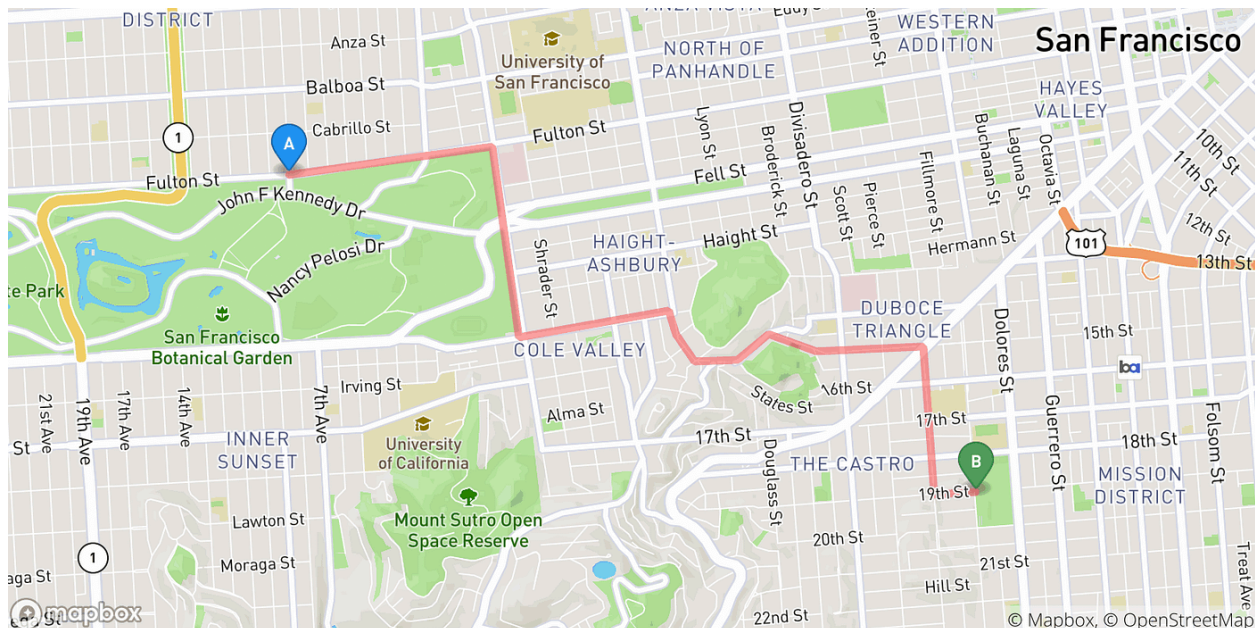 DISTRICT
Anza St
Balboa St
Cabrillo St
University of
San Francisco
NORTH OF
PANHANDLE
WESTERN
ADDITION
San Francisco
HAYES
VALLEY
1
A
Fulton St
Fulton St
John F Kennedy Dr
Nancy Pelosi Dr
Lyon St
Broderick St
Divisadero St
Fell St
Scott St
Pierce St
Fillmore St
Buchanan St
Laguna St
Octavia St
10th St
11th St
12th St
13th St
101
Hermann St
Haight St
HAIGHT-
ASHBURY
Shrader St
San Francisco
Botanical Garden
COLE VALLEY
DUBOCE
TRIANGLE
15th St
Dolores St
Guerrero St
Folsom St
Irving St
7th Ave
14th Ave
17th Ave
19th Ave
21st Ave
INNER
SUNSET
University
of California
Alma St
17th St
States St
16th St
17th St
18th St
Douglass St
THE CASTRO
B
19th St
MISSION
DISTRICT
Mount Sutro Open
Space Reserve
Lawton St
Moraga St
1
20th St
21st St
Hill St
22nd St
Treat Ave
mapbox
© Mapbox, © OpenStreetMap